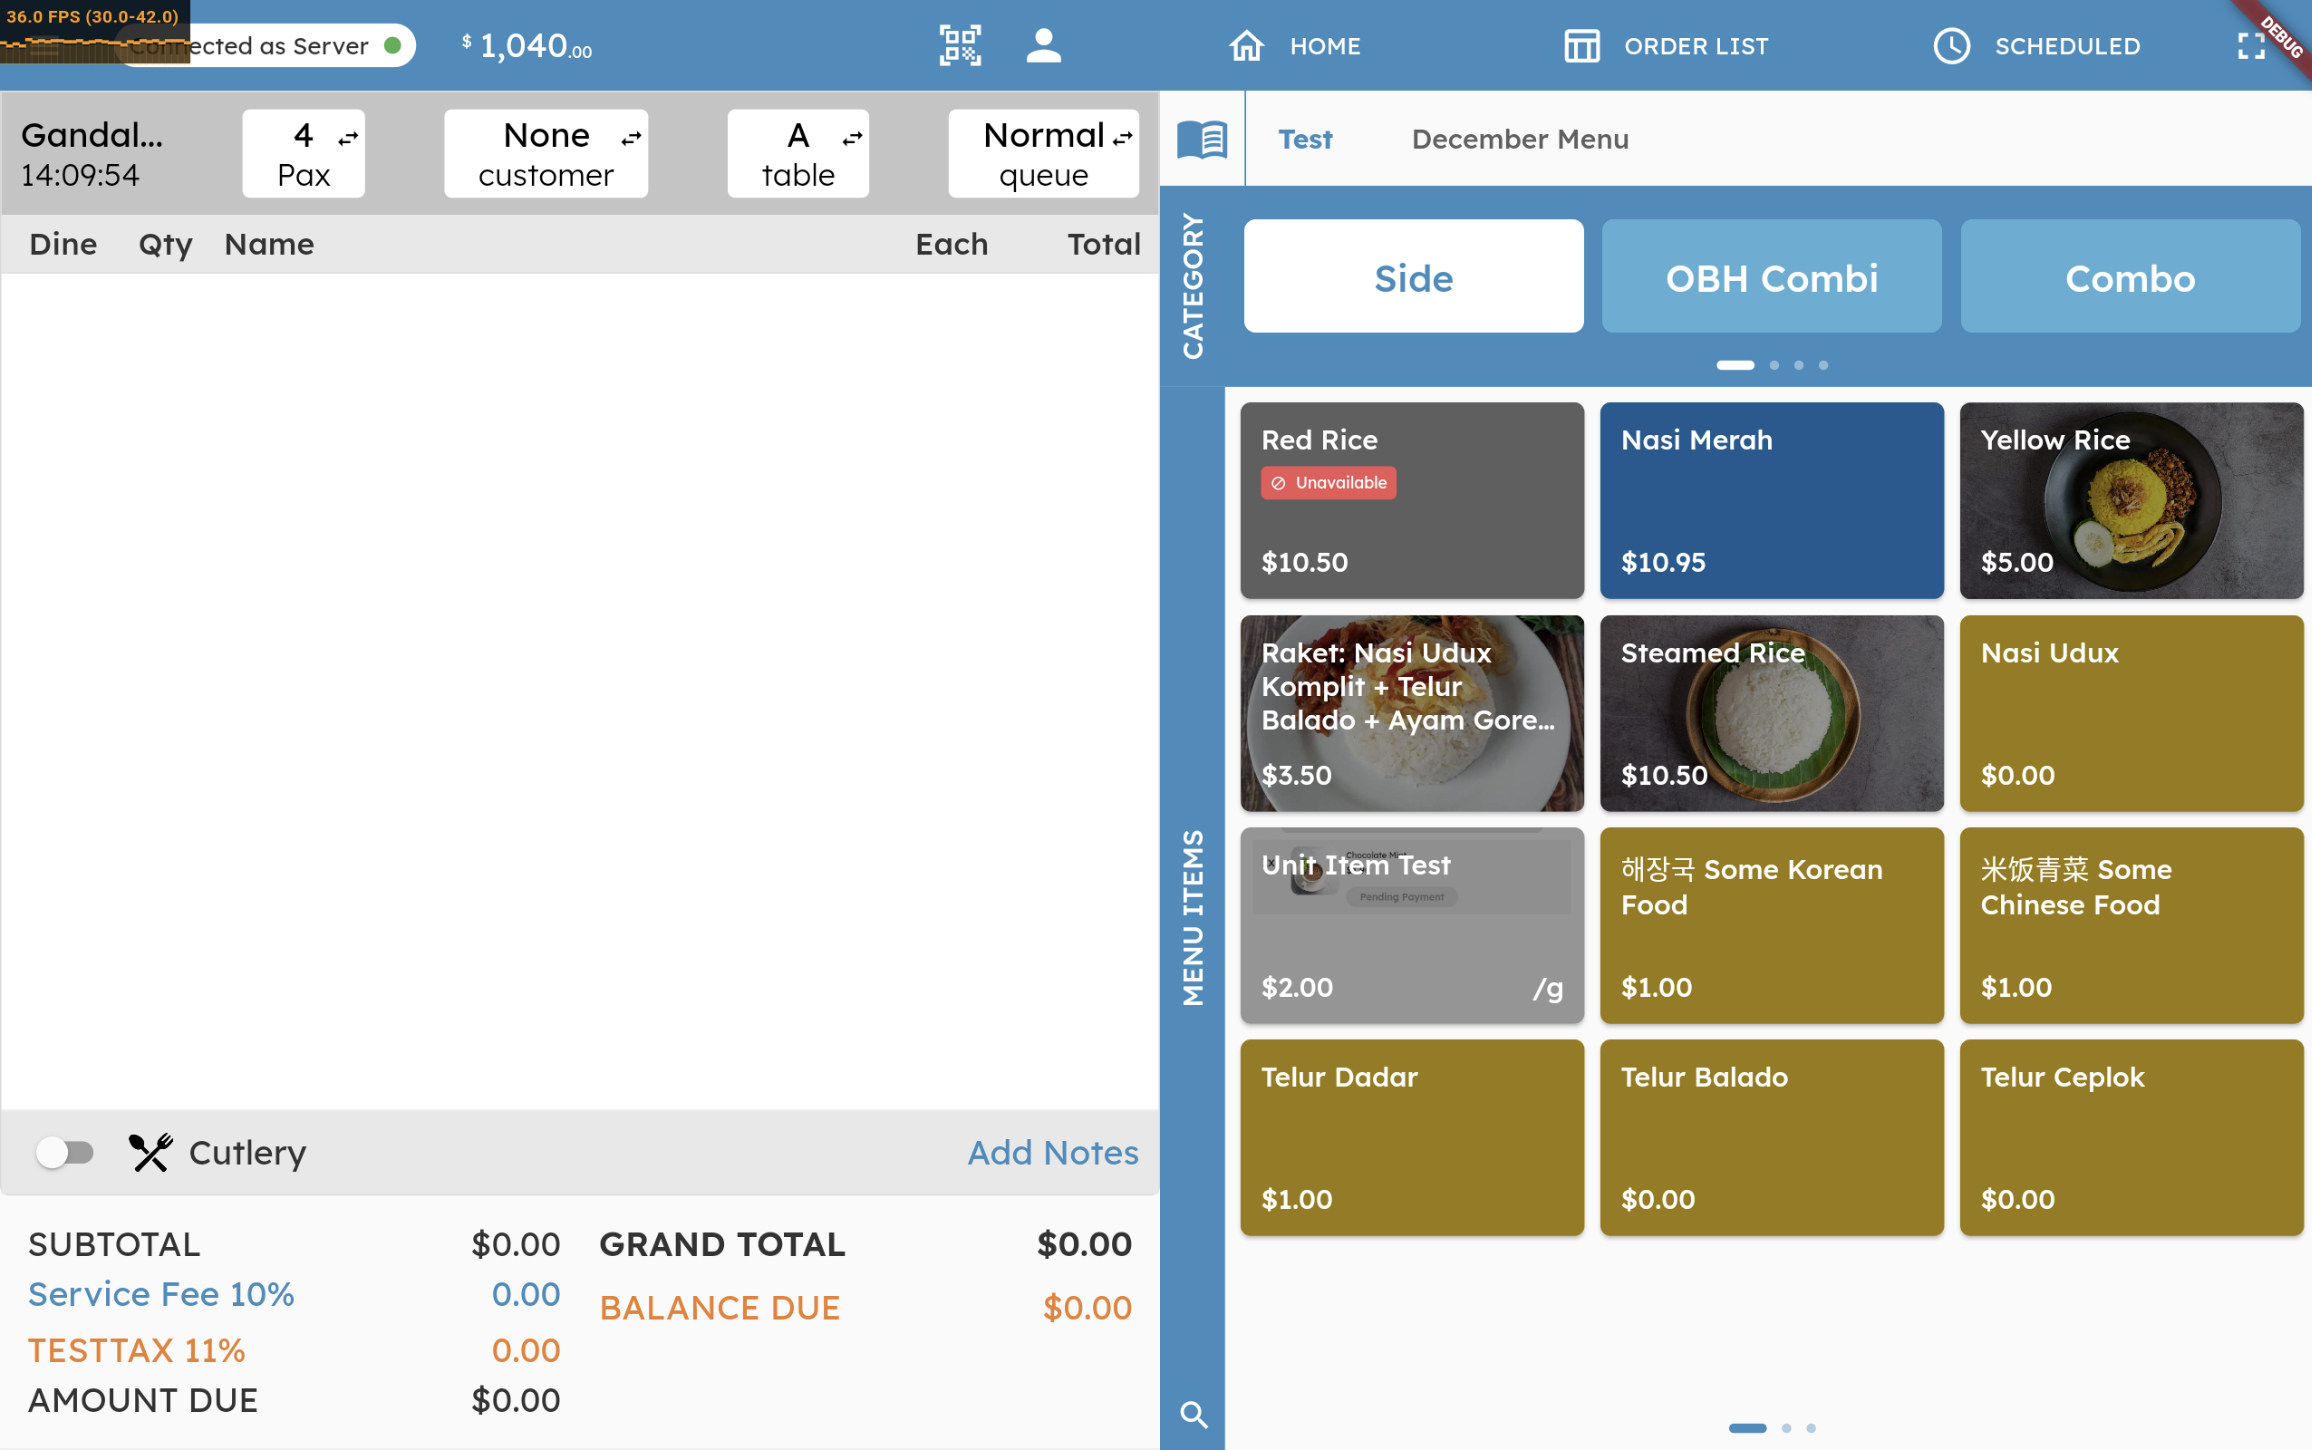 36.0 FPS (30.0-42.0)
Connected as Server
$ 1,040.00
HOME
ORDER LIST
SCHEDULED
DEBUG
Gandal...
14:09:54
4
Pax
None
customer
A
table
Normal
queue
Test
December Menu
Dine Qty Name Each Total
CATEGORY
Side
OBH Combi
Combo
MENU ITEMS
Red Rice
Unavailable
$10.50
Nasi Merah
$10.95
Yellow Rice
$5.00
Raket: Nasi Udux
Komplit + Telur
Balado + Ayam Gore...
$3.50
Steamed Rice
$10.50
Nasi Udux
$0.00
Unit Item Test
Pending Payment
$2.00 /g
해장국 Some Korean
Food
$1.00
米饭青菜 Some
Chinese Food
$1.00
Telur Dadar
$1.00
Telur Balado
$0.00
Telur Ceplok
$0.00
Cutlery
Add Notes
SUBTOTAL $0.00
Service Fee 10% 0.00
TESTTAX 11% 0.00
AMOUNT DUE $0.00
GRAND TOTAL $0.00
BALANCE DUE $0.00